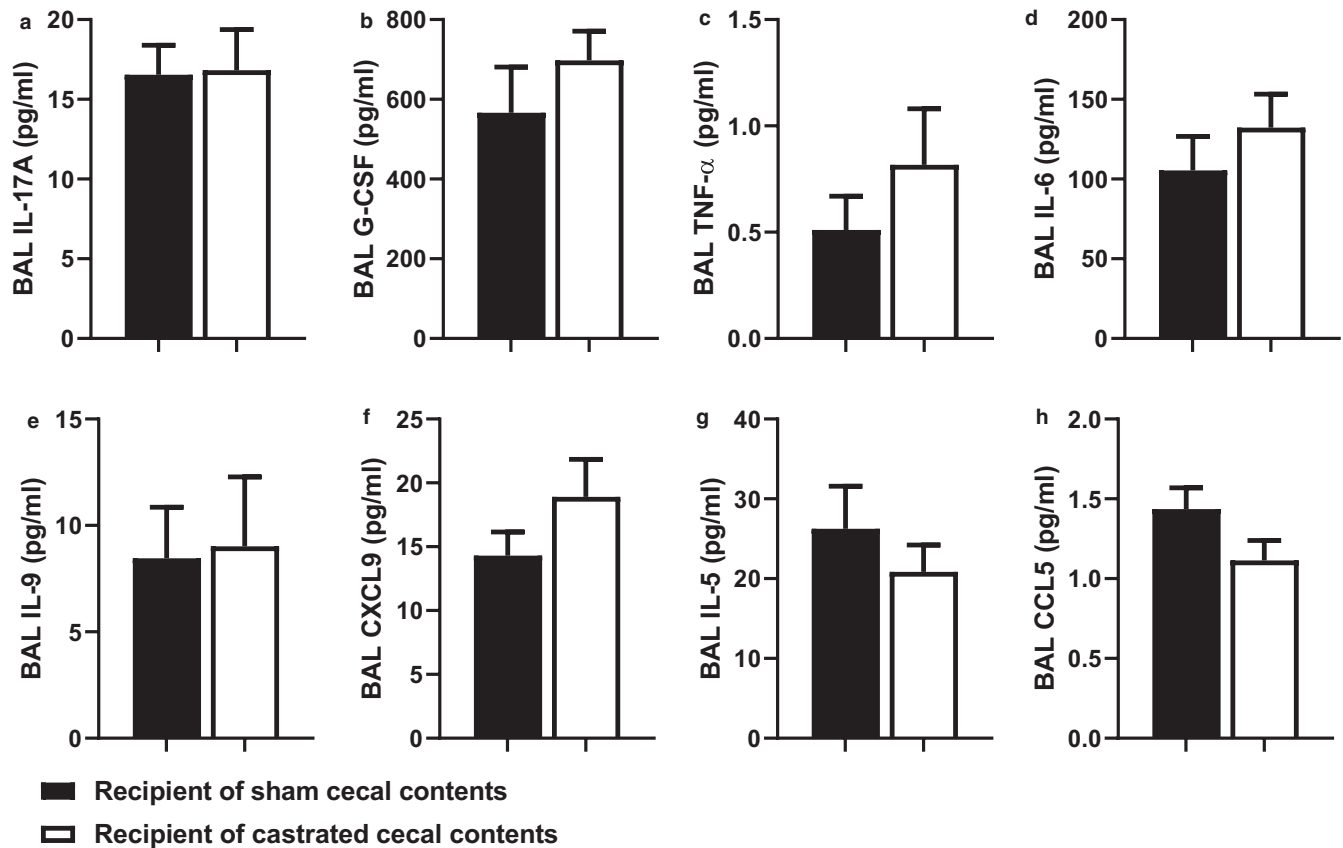 a
BAL IL-17A (pg/ml)
20
15
10
5
0
b
BAL G-CSF (pg/ml)
800
600
400
200
0
c
BAL TNF-α (pg/ml)
1.5
1.0
0.5
0.0
d
BAL IL-6 (pg/ml)
200
150
100
50
0
e
BAL IL-9 (pg/ml)
15
10
5
0
f
BAL CXCL9 (pg/ml)
25
20
15
10
5
0
g
BAL IL-5 (pg/ml)
40
30
20
10
0
h
BAL CCL5 (pg/ml)
2.0
1.5
1.0
0.5
0.0
Recipient of sham cecal contents
Recipient of castrated cecal contents